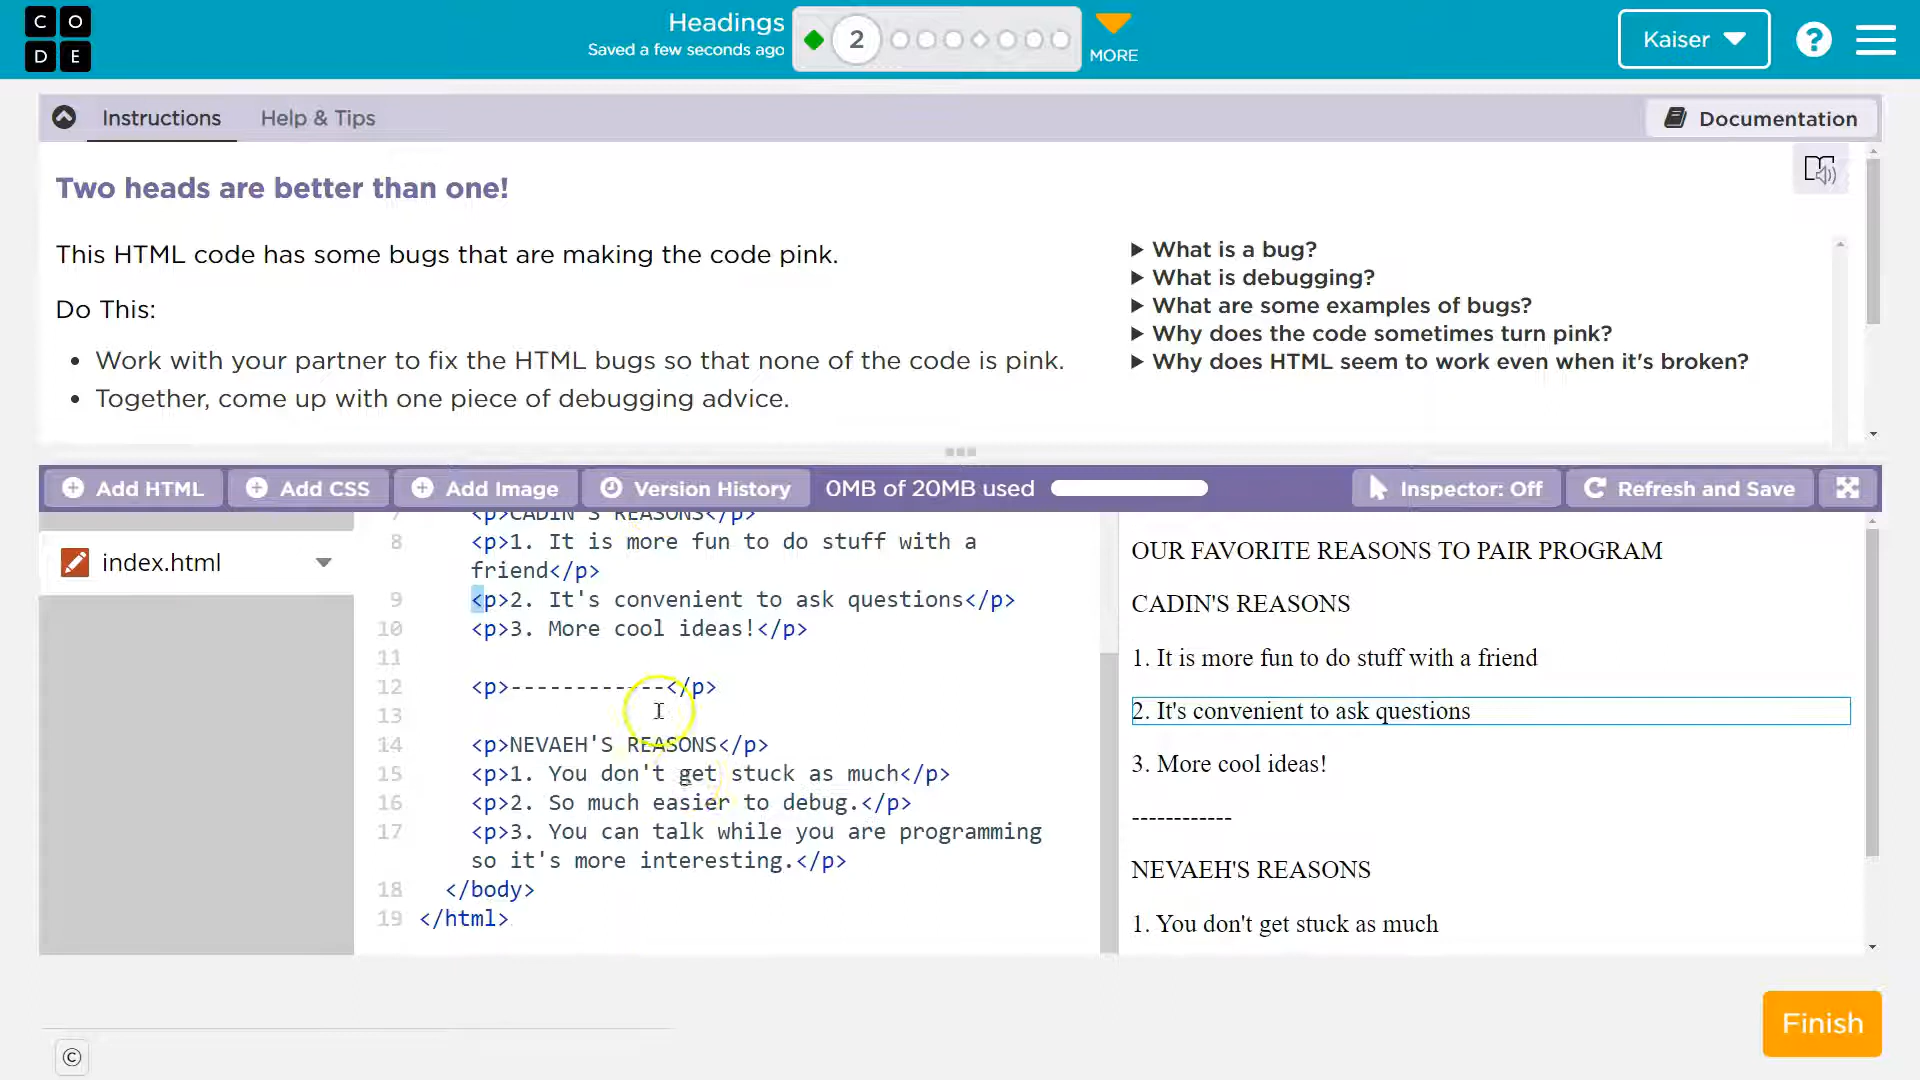 C O D E
Headings
Saved a few seconds ago
2
MORE
Kaiser
?
Instructions
Help & Tips
Documentation
Two heads are better than one!
This HTML code has some bugs that are making the code pink.
Do This:
• Work with your partner to fix the HTML bugs so that none of the code is pink.
• Together, come up with one piece of debugging advice.
What is a bug?
What is debugging?
What are some examples of bugs?
Why does the code sometimes turn pink?
Why does HTML seem to work even when it's broken?
Add HTML
Add CSS
Add Image
Version History
0MB of 20MB used
Inspector: Off
Refresh and Save
index.html
7 <p>CADIN'S REASONS</p>
8 <p>1. It is more fun to do stuff with a
friend</p>
9 <p>2. It's convenient to ask questions</p>
10 <p>3. More cool ideas!</p>
11
12 <p>------------</p>
13
14 <p>NEVAEH'S REASONS</p>
15 <p>1. You don't get stuck as much</p>
16 <p>2. So much easier to debug.</p>
17 <p>3. You can talk while you are programming
so it's more interesting.</p>
18 </body>
19 </html>
OUR FAVORITE REASONS TO PAIR PROGRAM
CADIN'S REASONS
1. It is more fun to do stuff with a friend
2. It's convenient to ask questions
3. More cool ideas!
------------
NEVAEH'S REASONS
1. You don't get stuck as much
Finish
©